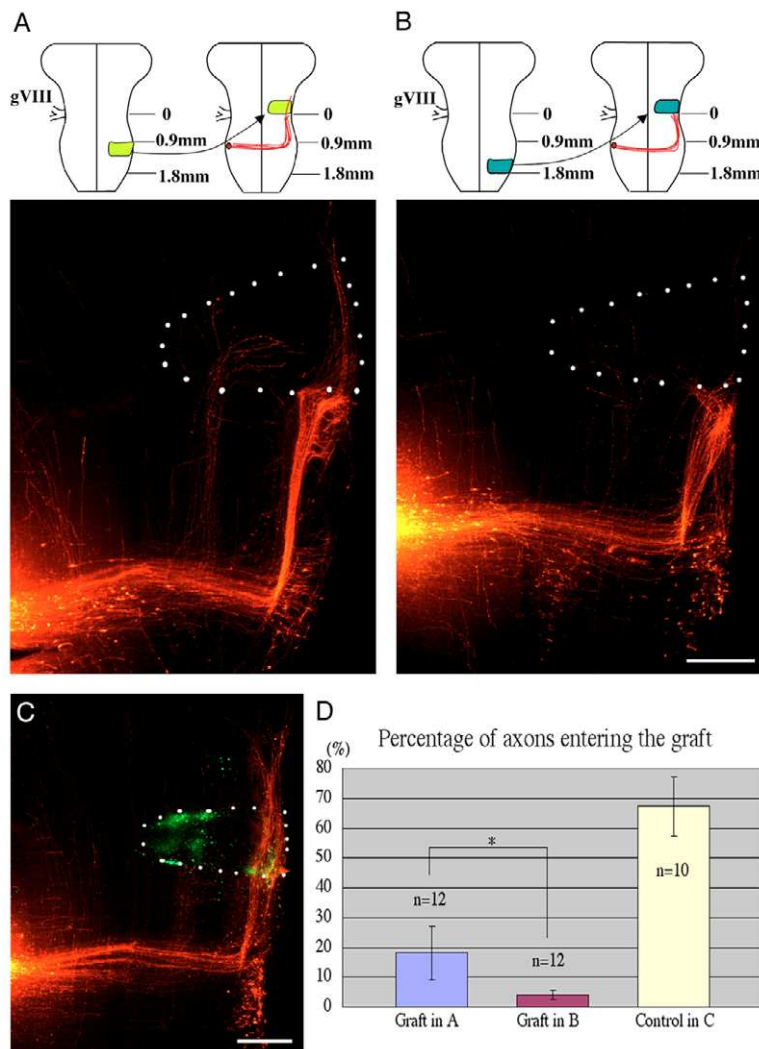 A
gVIII
0
0.9mm
1.8mm
0
0.9mm
1.8mm
B
gVIII
0
0.9mm
1.8mm
0
0.9mm
1.8mm
C
D
Percentage of axons entering the graft
(%)
80
70
60
50
40
30
20
10
0
*
n=12
n=12
n=10
Graft in A
Graft in B
Control in C